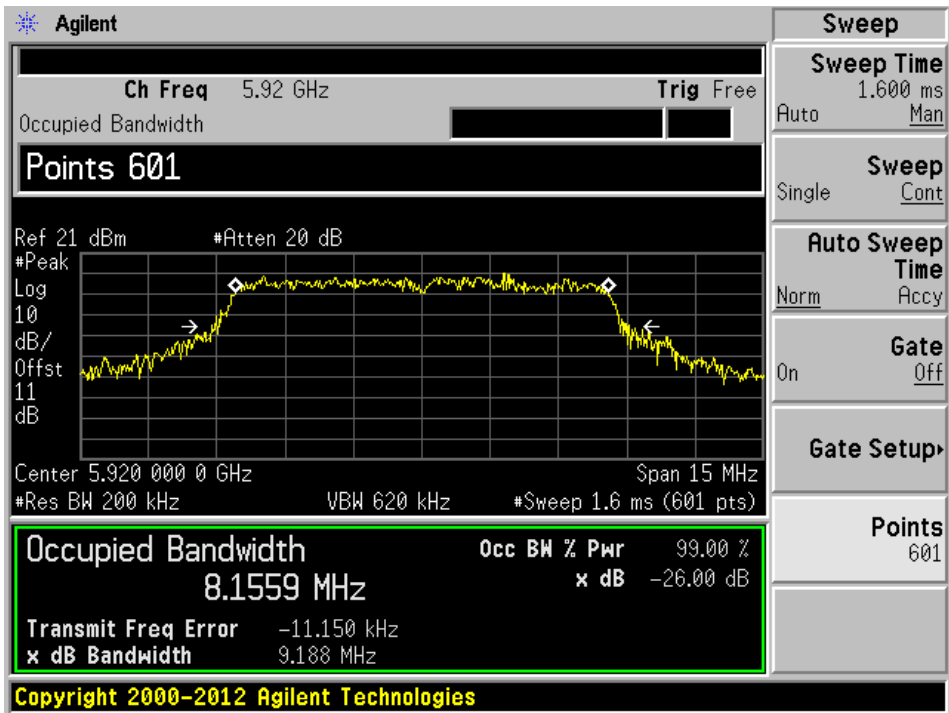 Agilent
Ch Freq 5.92 GHz Trig Free
Occupied Bandwidth
Points 601
Ref 21 dBm #Atten 20 dB
#Peak
Log
10
dB/
Offst
11
dB
Center 5.920 000 0 GHz Span 15 MHz
#Res BW 200 kHz VBW 620 kHz #Sweep 1.6 ms (601 pts)
Occupied Bandwidth Occ BW % Pwr 99.00 %
8.1559 MHz x dB -26.00 dB
Transmit Freq Error -11.150 kHz
x dB Bandwidth 9.188 MHz
Copyright 2000-2012 Agilent Technologies
Sweep
Sweep Time
1.600 ms
Auto Man
Sweep
Single Cont
Auto Sweep
Time
Norm Accy
Gate
On Off
Gate Setup
Points
601